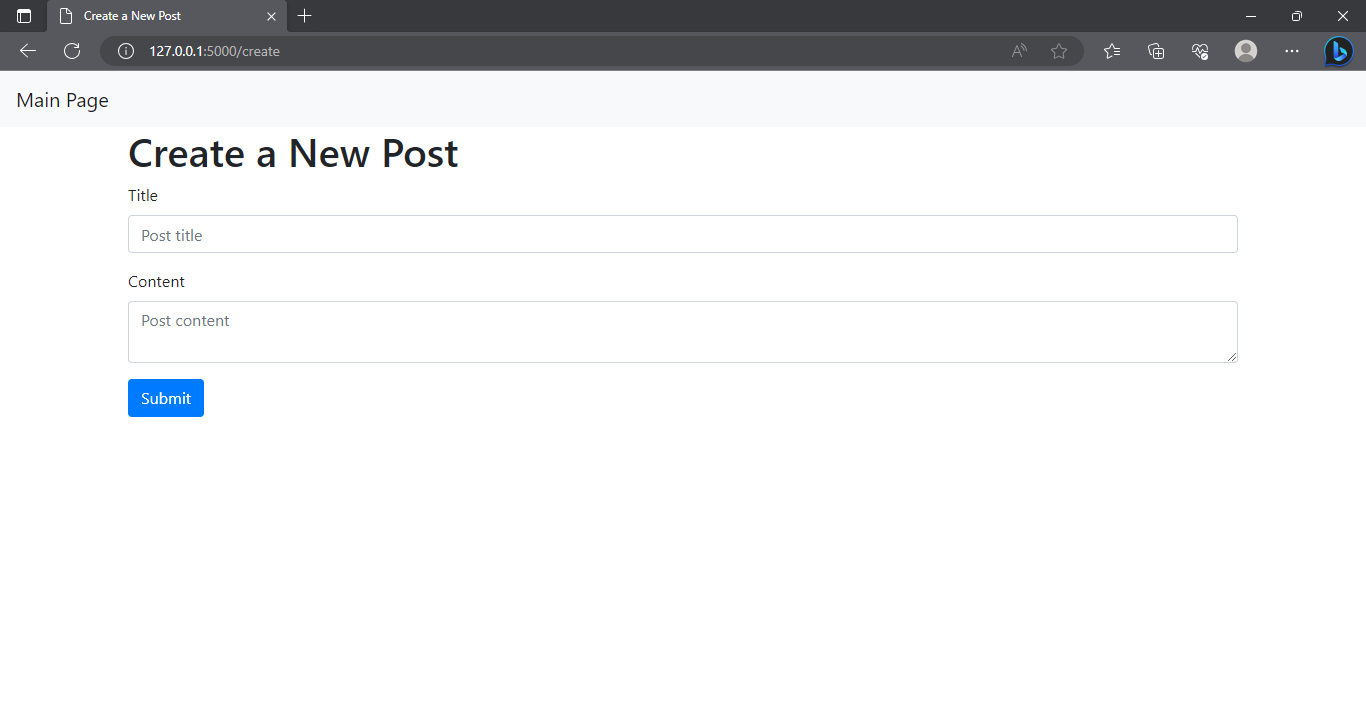 Create a New Post
127.0.0.1:5000/create
Main Page
Create a New Post
Title
Post title
Content
Post content
Submit